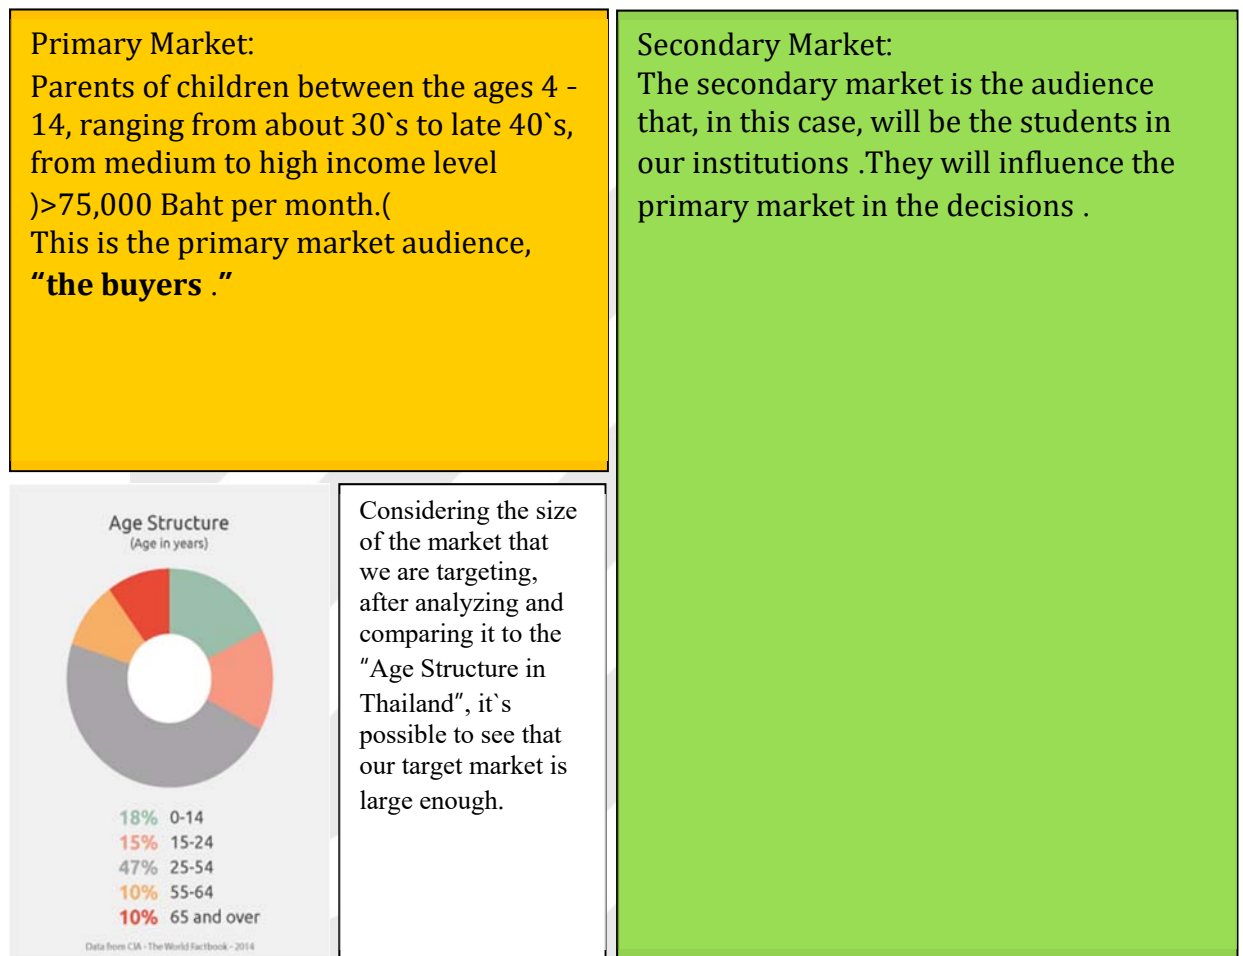 Primary Market:
Parents of children between the ages 4 -
14, ranging from about 30`s to late 40`s,
from medium to high income level
)>75,000 Baht per month.(
This is the primary market audience,
“the buyers .”
Secondary Market:
The secondary market is the audience
that, in this case, will be the students in
our institutions .They will influence the
primary market in the decisions .
Age Structure
(Age in years)
18% 0-14
15% 15-24
47% 25-54
10% 55-64
10% 65 and over
Data from CIA - The World Factbook - 2014
Considering the size
of the market that
we are targeting,
after analyzing and
comparing it to the
"Age Structure in
Thailand", it`s
possible to see that
our target market is
large enough.